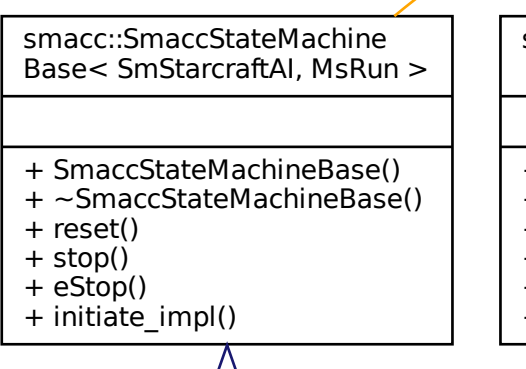 smacc::SmaccStateMachine
Base< SmStarcraftAI, MsRun >
+ SmaccStateMachineBase()
+ ~SmaccStateMachineBase()
+ reset()
+ stop()
+ eStop()
+ initiate_impl()